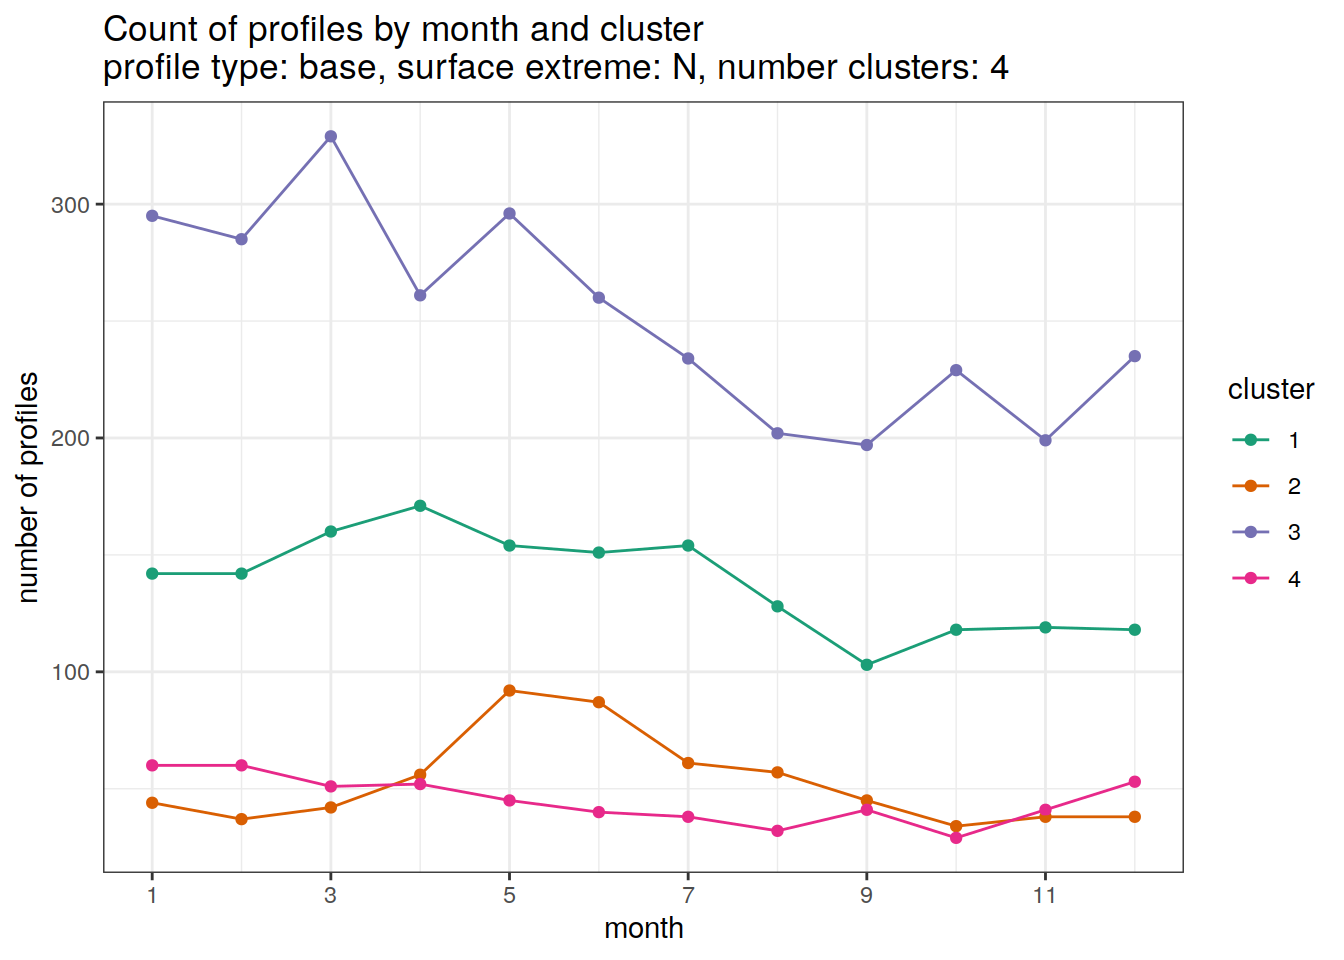 Count of profiles by month and cluster
profile type: base, surface extreme: N, number clusters: 4
300
200
100
number of profiles
1 3 5 7 9 11
month
cluster
1
2
3
4